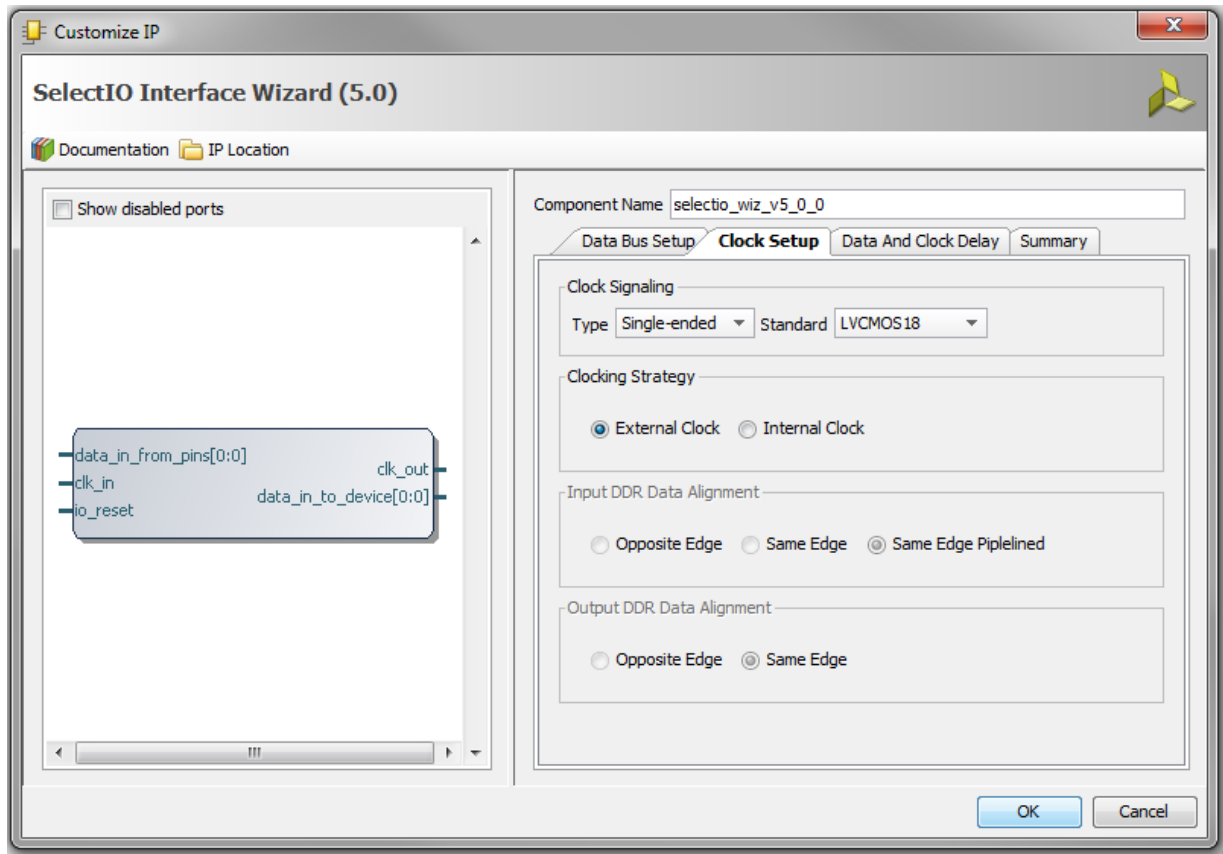 Customize IP
SelectIO Interface Wizard (5.0)
Documentation IP Location
Show disabled ports
data_in_from_pins[0:0]
clk_in
io_reset
clk_out
data_in_to_device[0:0]
Component Name selectio_wiz_v5_0_0
Data Bus Setup Clock Setup Data And Clock Delay Summary
Clock Signaling
Type Single-ended Standard LVCMOS18
Clocking Strategy
External Clock Internal Clock
Input DDR Data Alignment
Opposite Edge Same Edge Same Edge Piplelined
Output DDR Data Alignment
Opposite Edge Same Edge
OK Cancel